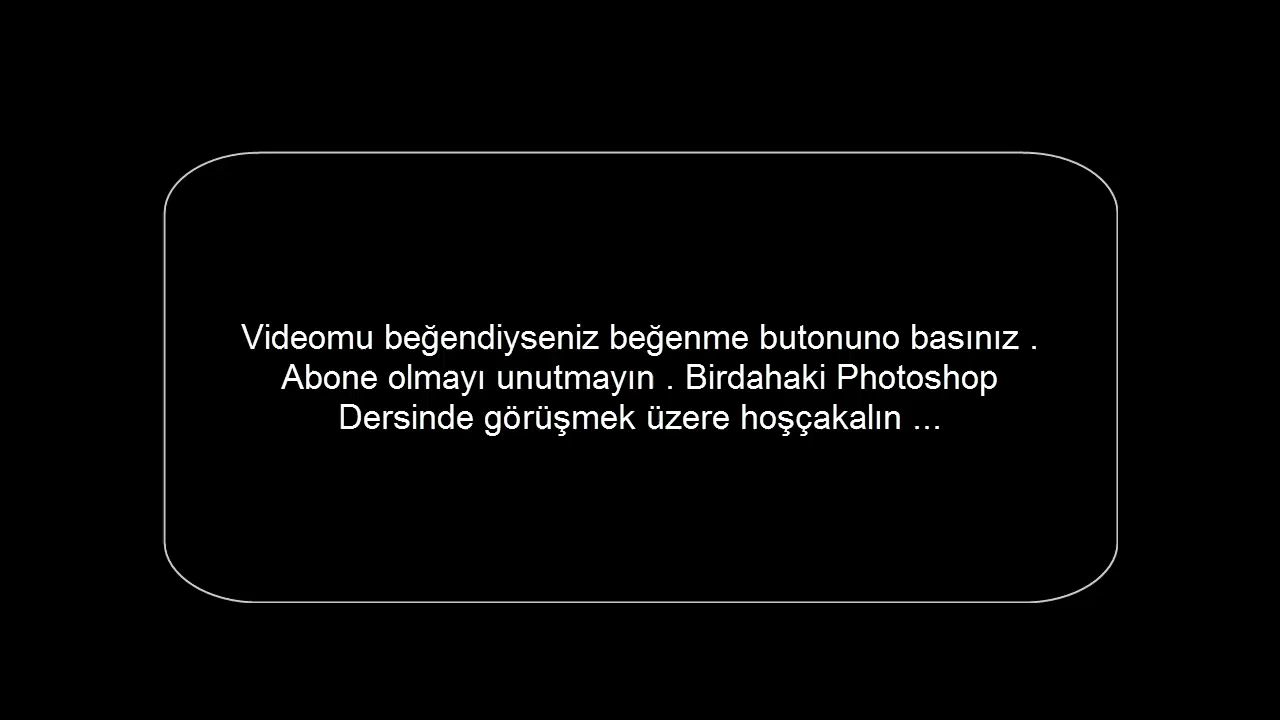 Videomu beğendiyseniz beğenme butonuno basınız .
Abone olmayı unutmayın . Birdahaki Photoshop
Dersinde görüşmek üzere hoşçakalın ...